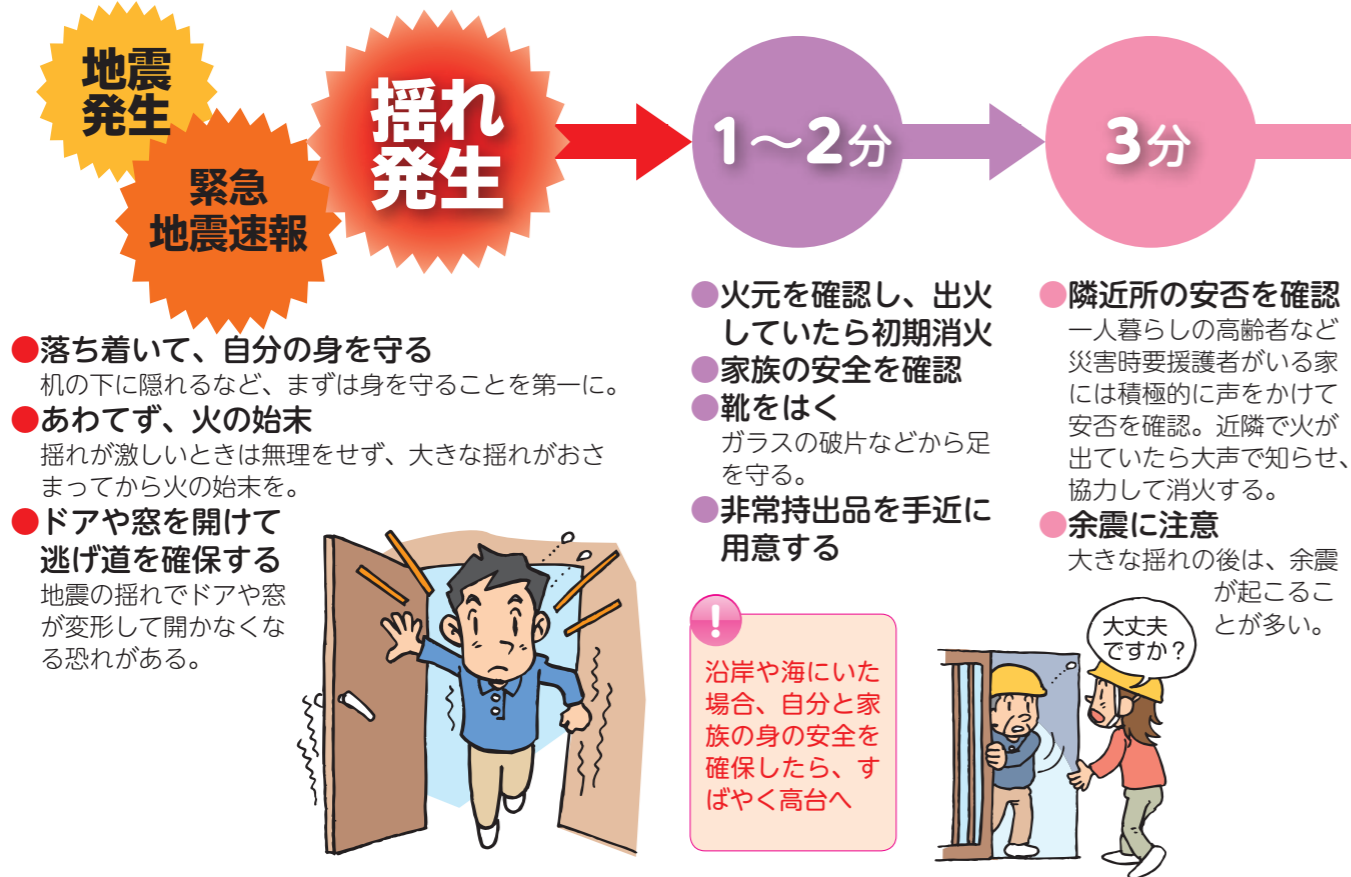 地震
発生
緊急
地震速報
揺れ
発生
1〜2分
3分
●落ち着いて、自分の身を守る
机の下に隠れるなど、まずは身を守ることを第一に。
●あわてず、火の始末
揺れが激しいときは無理をせず、大きな揺れがおさ
まってから火の始末を。
●ドアや窓を開けて
逃げ道を確保する
地震の揺れでドアや窓
が変形して開かなくな
る恐れがある。
●火元を確認し、出火
していたら初期消火
●家族の安全を確認
●靴をはく
ガラスの破片などから足
を守る。
●非常持出品を手近に
用意する
!
沿岸や海にいた
場合、自分と家
族の身の安全を
確保したら、す
ばやく高台へ
●隣近所の安否を確認
一人暮らしの高齢者など
災害時要援護者がいる家
には積極的に声をかけて
安否を確認。近隣で火が
出ていたら大声で知らせ、
協力して消火する。
●余震に注意
大きな揺れの後は、余震
が起こるこ
とが多い。
大丈夫
ですか?